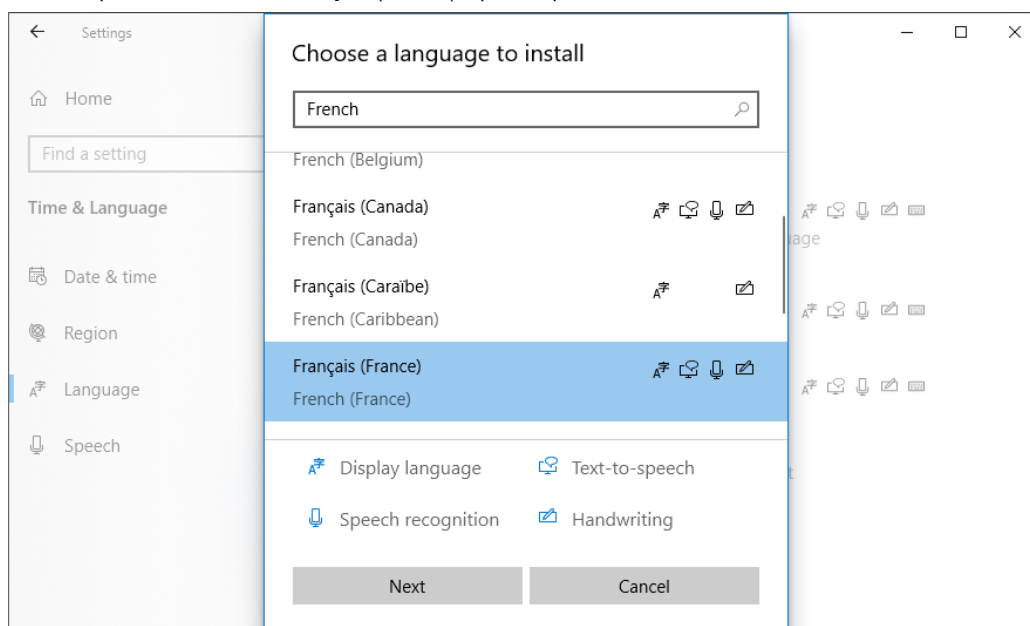 Settings
Home
Find a setting
Time & Language
Date & time
Region
Language
Speech
Choose a language to install
French
French (Belgium)
Français (Canada)
French (Canada)
Français (Caraïbe)
French (Caribbean)
Français (France)
French (France)
Display language
Text-to-speech
Speech recognition
Handwriting
Next
Cancel